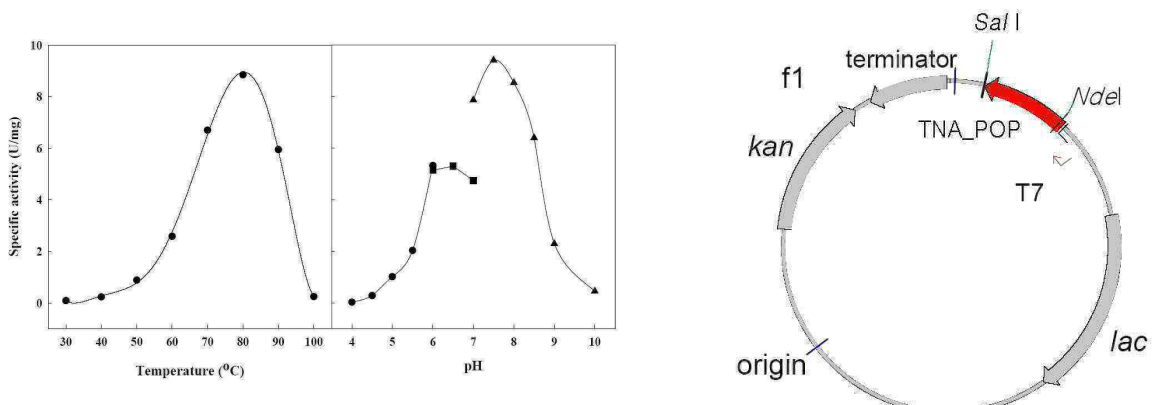 Specific activity (U/mg)
10
8
6
4
2
0
30 40 50 60 70 80 90 100
Temperature (ºC)
4 5 6 7 8 9 10
pH
Sal I
terminator
f1
NdeI
TNA_POP
kan
T7
lac
origin